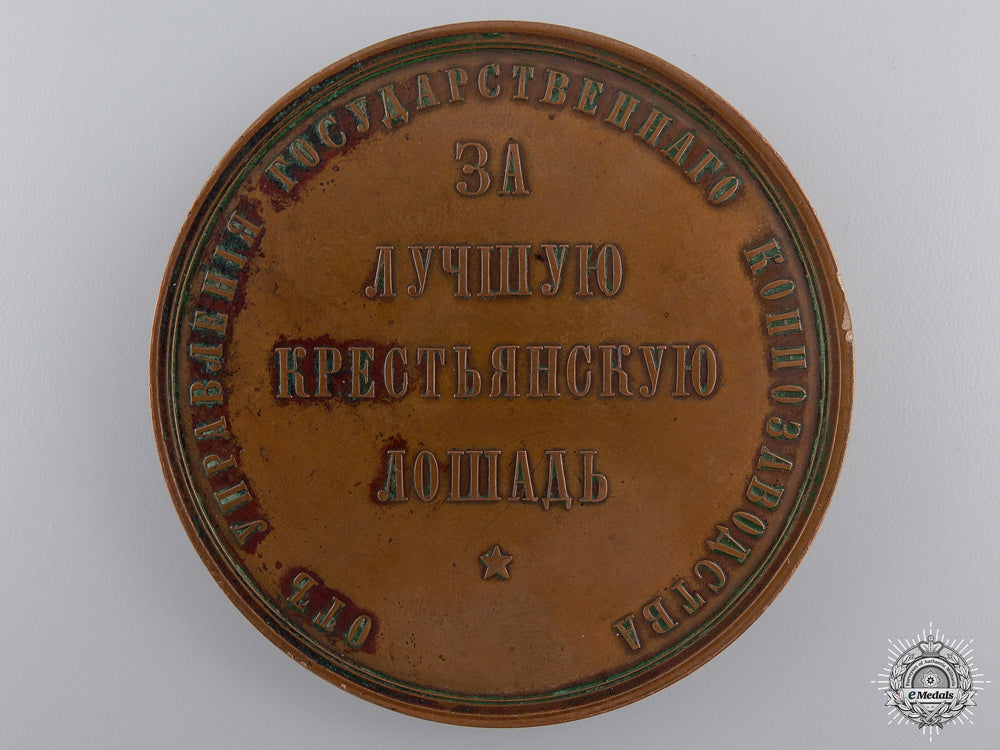 ОТЪ УПРАВЛЕНІЯ ГОСУДАРСТВЕННАГО КОННОЗАВОДСТВА
ЗА
ЛУЧШУЮ
КРЕСТЬЯНСКУЮ
ЛОШАДЬ
eMedals